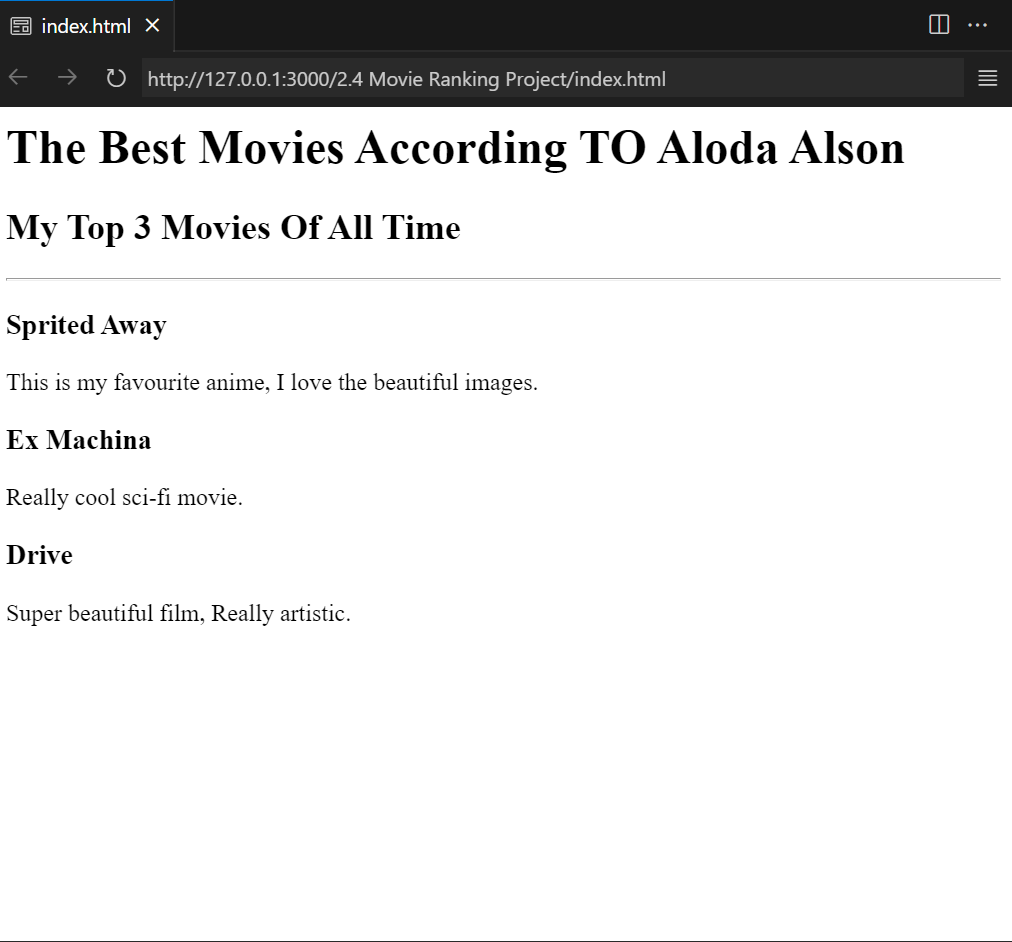 index.html
http://127.0.0.1:3000/2.4 Movie Ranking Project/index.html
The Best Movies According TO Aloda Alson
My Top 3 Movies Of All Time
Sprited Away
This is my favourite anime, I love the beautiful images.
Ex Machina
Really cool sci-fi movie.
Drive
Super beautiful film, Really artistic.